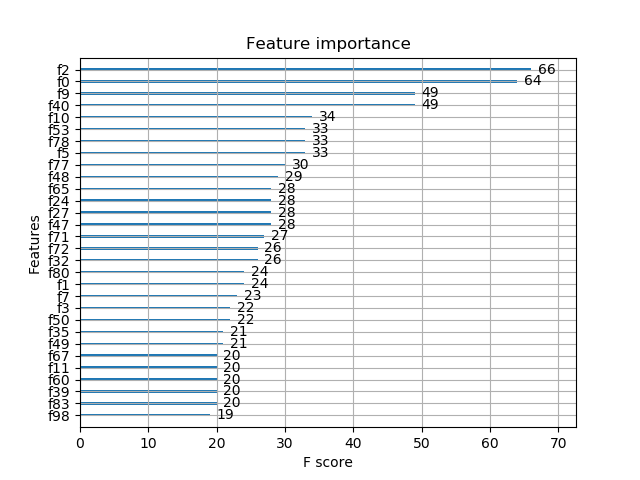 Feature importance
f2 66
f0 64
f9 49
f40 49
f10 34
f53 33
f78 33
f5 33
f77 30
f48 29
f65 28
f24 28
f27 28
f47 28
f71 27
f72 26
f32 26
f80 24
f1 24
f7 23
f3 22
f50 22
f35 21
f49 21
f67 20
f11 20
f60 20
f39 20
f83 20
f98 19
Features
0 10 20 30 40 50 60 70
F score